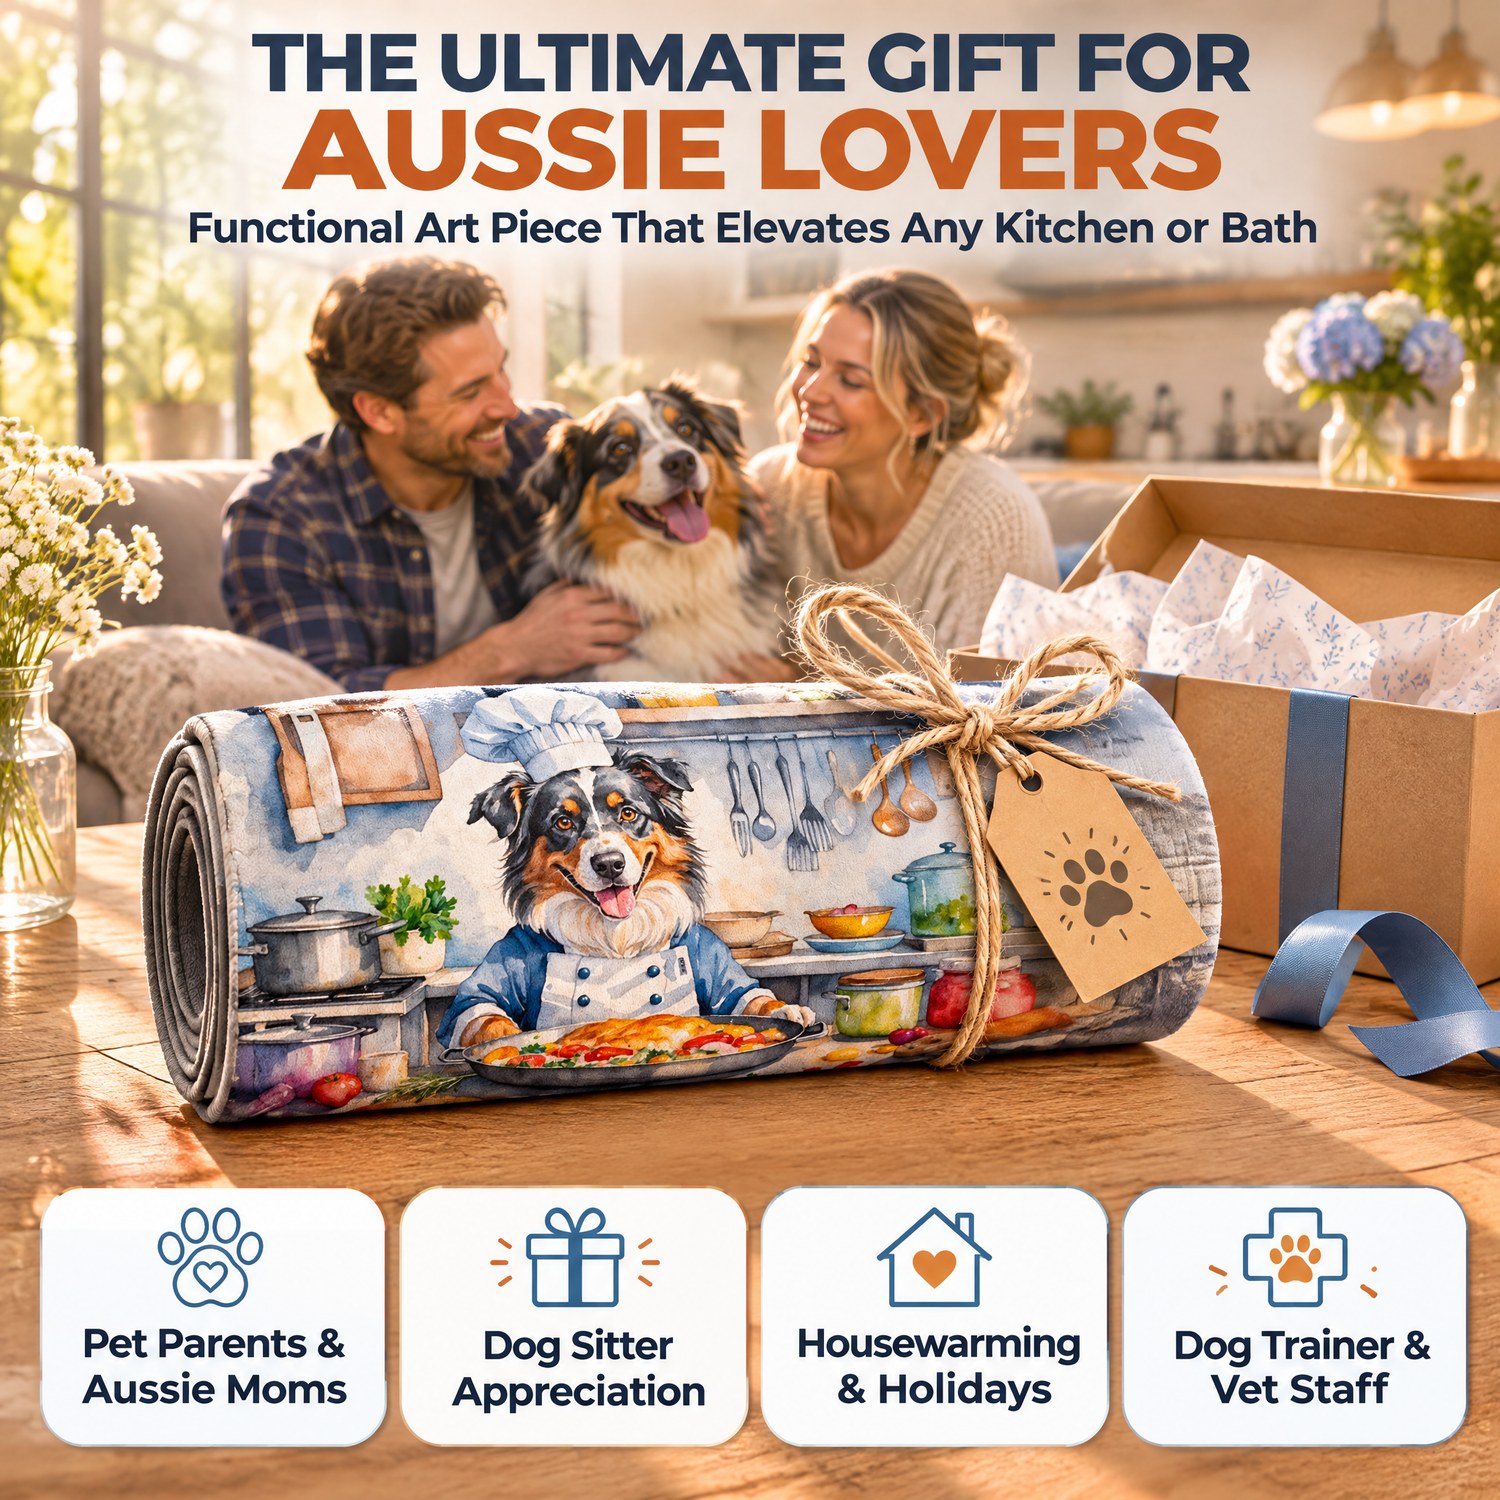 THE ULTIMATE GIFT FOR
AUSSIE LOVERS
Functional Art Piece That Elevates Any Kitchen or Bath
Pet Parents &
Aussie Moms
Dog Sitter
Appreciation
Housewarming
& Holidays
Dog Trainer &
Vet Staff